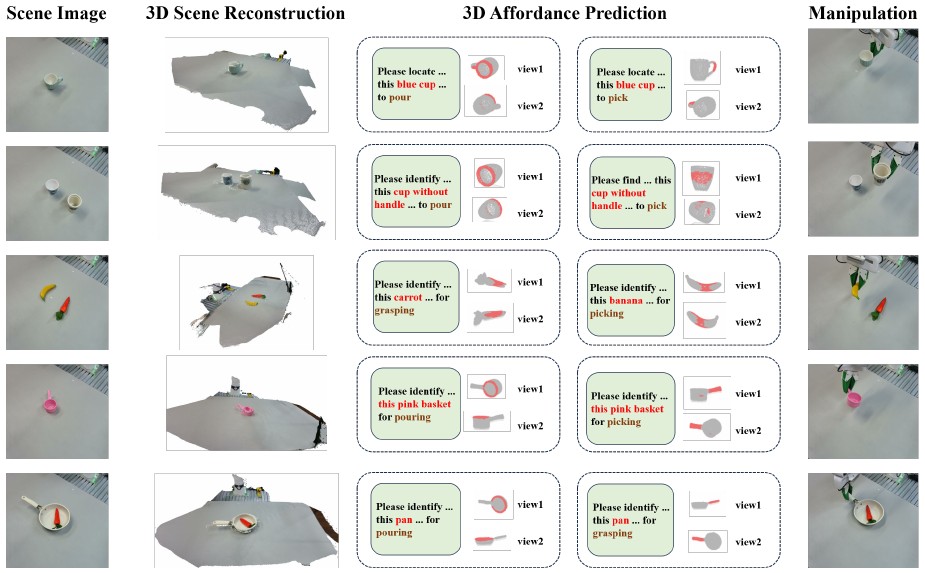 Scene Image
3D Scene Reconstruction
3D Affordance Prediction
Manipulation
Please locate ...
this blue cup ...
to pour
view1
view2
Please locate ...
this blue cup ...
to pick
view1
view2
Please identify ...
this cup without
handle ... to pour
view1
view2
Please find ... this
cup without
handle ... to pick
view1
view2
Please identify ...
this carrot ... for
grasping
view1
view2
Please identify ...
this banana ... for
picking
view1
view2
Please identify ...
this pink basket
for pouring
view1
view2
Please identify ...
this pink basket
for picking
view1
view2
Please identify ...
this pan ... for
pouring
view1
view2
Please identify ...
this pan ... for
grasping
view1
view2